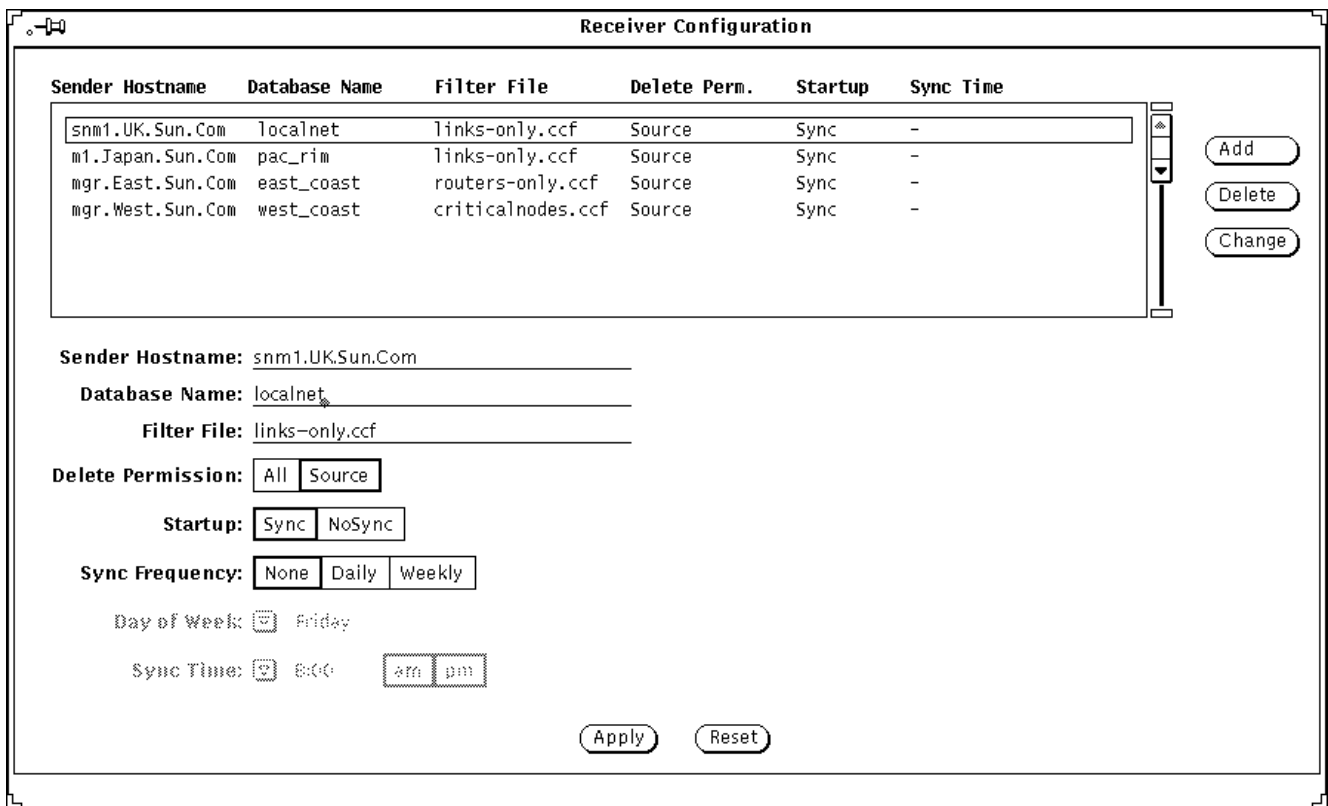 Receiver Configuration
Sender Hostname Database Name Filter File Delete Perm. Startup Sync Time
snm1.UK.Sun.Com localnet links-only.ccf Source Sync -
m1.Japan.Sun.Com pac_rim links-only.ccf Source Sync -
mgr.East.Sun.Com east_coast routers-only.ccf Source Sync -
mgr.West.Sun.Com west_coast criticalnodes.ccf Source Sync -
Add
Delete
Change
Sender Hostname: snm1.UK.Sun.Com
Database Name: localnet
Filter File: links-only.ccf
Delete Permission: All Source
Startup: Sync NoSync
Sync Frequency: None Daily Weekly
Day of Week: Friday
Sync Time: 8:00 am pm
Apply Reset